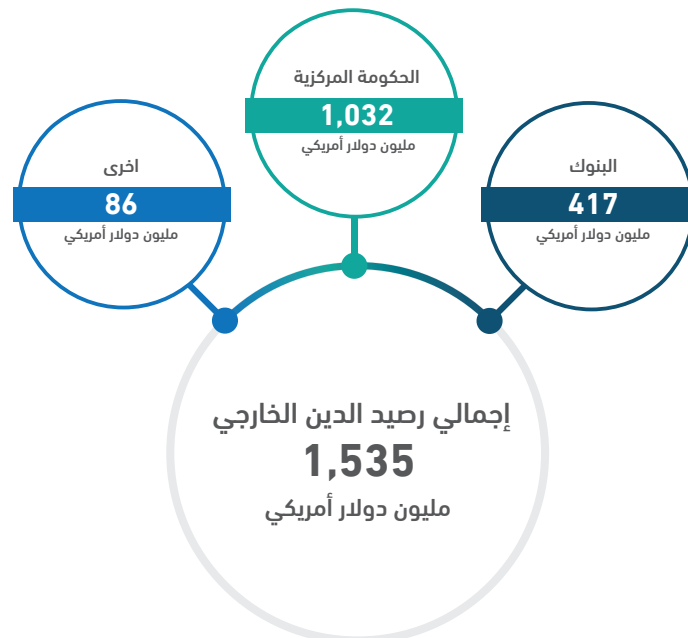 الحكومة المركزية
1,032
مليون دولار أمريكي
البنوك
417
مليون دولار أمريكي
اخرى
86
مليون دولار أمريكي
إجمالي رصيد الدين الخارجي
1,535
مليون دولار أمريكي